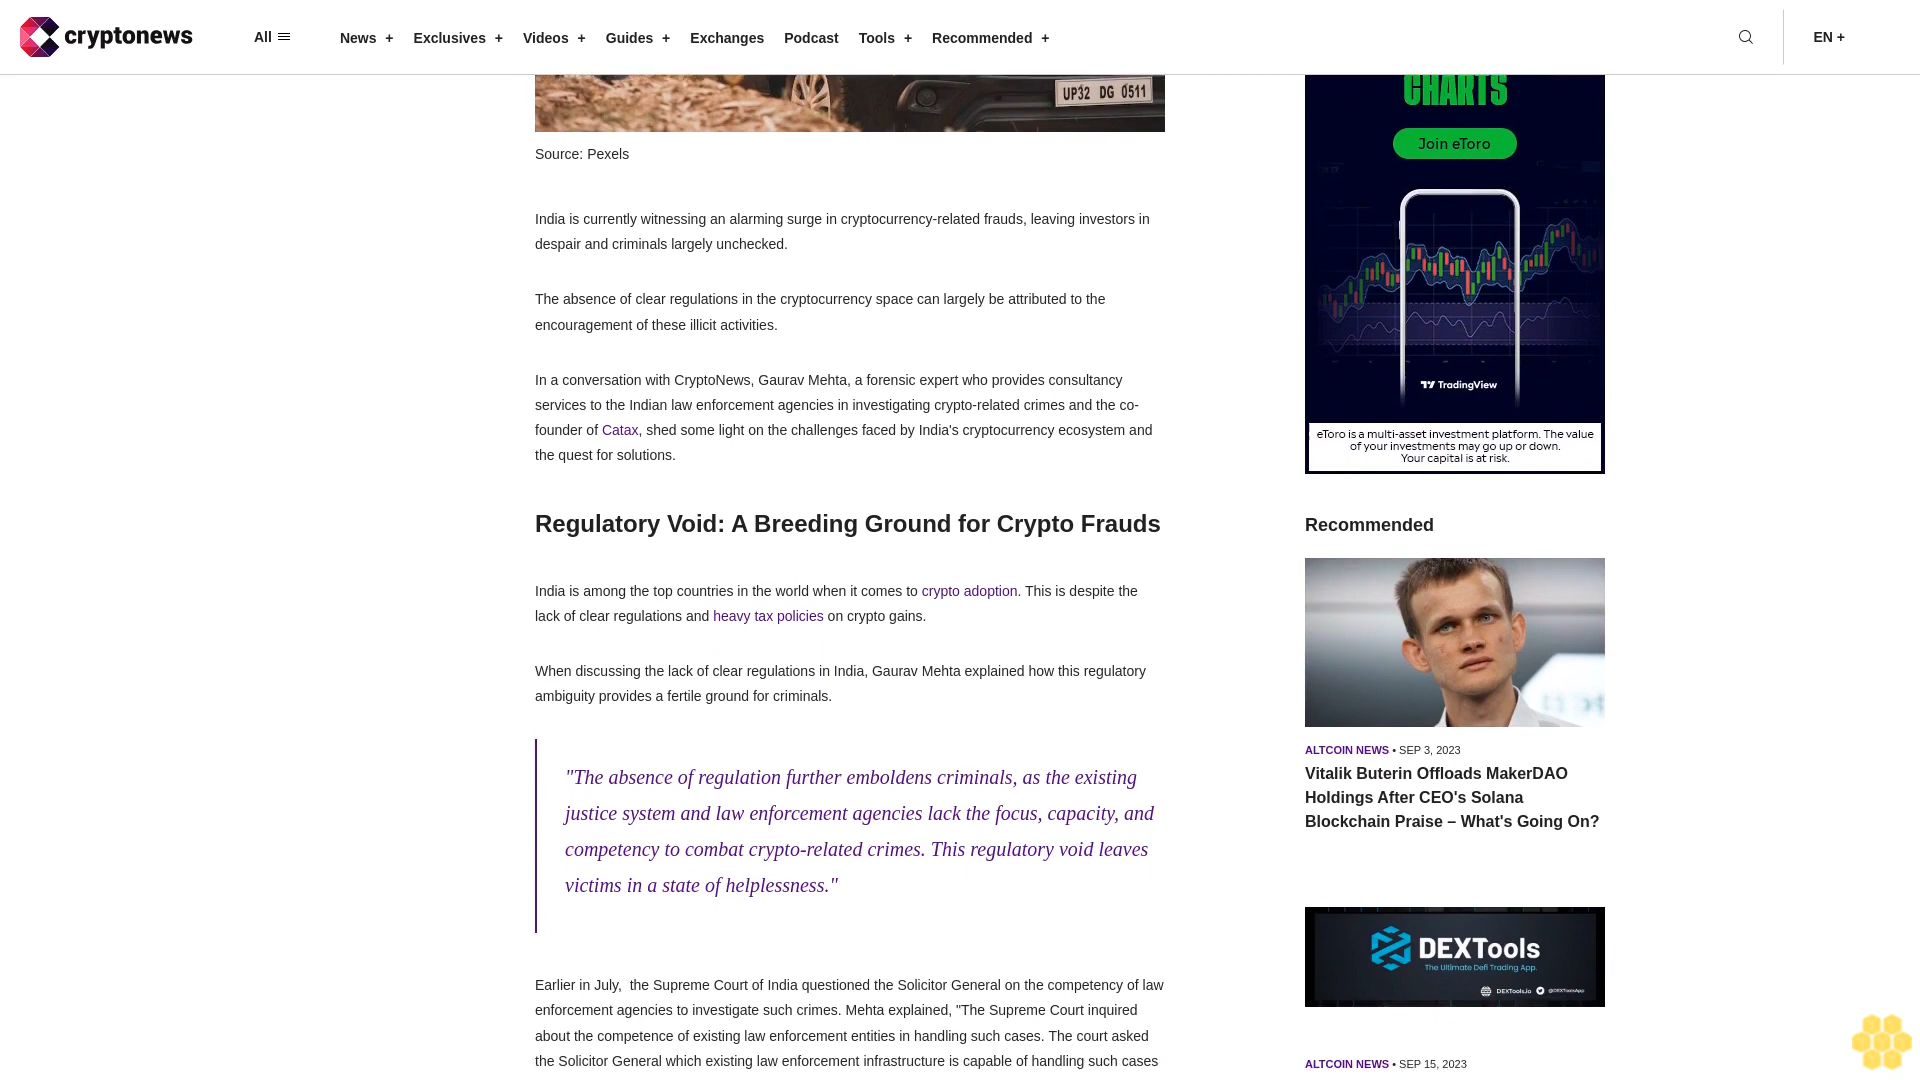 cryptonews
All
News +
Exclusives +
Videos +
Guides +
Exchanges
Podcast
Tools +
Recommended +
EN +
UP32 DG 0511
Source: Pexels
India is currently witnessing an alarming surge in cryptocurrency-related frauds, leaving investors in
despair and criminals largely unchecked.
The absence of clear regulations in the cryptocurrency space can largely be attributed to the
encouragement of these illicit activities.
In a conversation with CryptoNews, Gaurav Mehta, a forensic expert who provides consultancy
services to the Indian law enforcement agencies in investigating crypto-related crimes and the co-
founder of Catax, shed some light on the challenges faced by India's cryptocurrency ecosystem and
the quest for solutions.
Regulatory Void: A Breeding Ground for Crypto Frauds
India is among the top countries in the world when it comes to crypto adoption. This is despite the
lack of clear regulations and heavy tax policies on crypto gains.
When discussing the lack of clear regulations in India, Gaurav Mehta explained how this regulatory
ambiguity provides a fertile ground for criminals.
"The absence of regulation further emboldens criminals, as the existing
justice system and law enforcement agencies lack the focus, capacity, and
competency to combat crypto-related crimes. This regulatory void leaves
victims in a state of helplessness."
Earlier in July,  the Supreme Court of India questioned the Solicitor General on the competency of law
enforcement agencies to investigate such crimes. Mehta explained, "The Supreme Court inquired
about the competence of existing law enforcement entities in handling such cases. The court asked
the Solicitor General which existing law enforcement infrastructure is capable of handling such cases
CHARTS
Join eToro
TradingView
eToro is a multi-asset investment platform. The value
of your investments may go up or down.
Your capital is at risk.
Recommended
ALTCOIN NEWS • SEP 3, 2023
Vitalik Buterin Offloads MakerDAO
Holdings After CEO's Solana
Blockchain Praise – What's Going On?
DEXTools
The Ultimate Defi Trading App.
DEXTools.io @DEXToolsApp
ALTCOIN NEWS • SEP 15, 2023